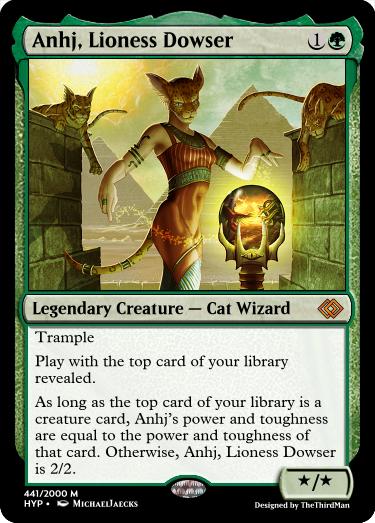 Anhj, Lioness Dowser 1
Legendary Creature — Cat Wizard
Trample
Play with the top card of your library
revealed.
As long as the top card of your library is a
creature card, Anhj's power and toughness
are equal to the power and toughness of
that card. Otherwise, Anhj, Lioness Dowser
is 2/2.
★/★
441/2000 M
HYP • MichaelJaecks
Designed by TheThirdMan